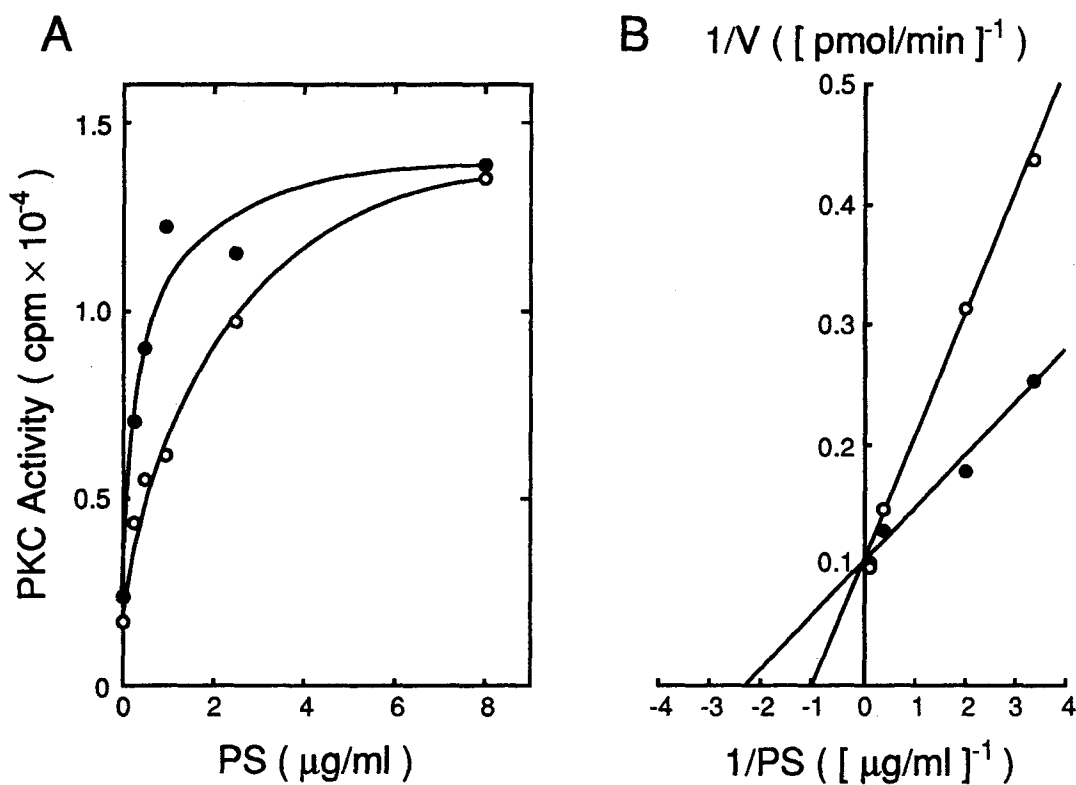 A
PKC Activity ( cpm × 10⁻⁴ )
1.5
1.0
0.5
0
0 2 4 6 8
PS ( μg/ml )
B
1/V ( [ pmol/min ]⁻¹ )
0.5
0.4
0.3
0.2
0.1
-4 -3 -2 -1 0 1 2 3 4
1/PS ( [ μg/ml ]⁻¹ )